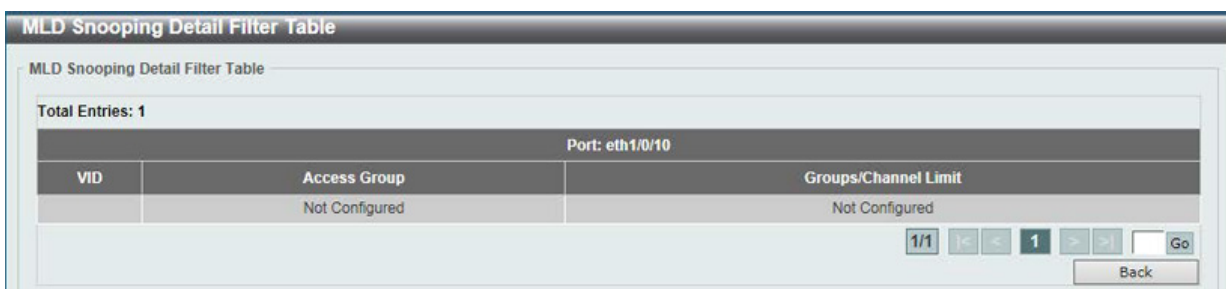 MLD Snooping Detail Filter Table
MLD Snooping Detail Filter Table
Total Entries: 1
Port: eth1/0/10
VID Access Group Groups/Channel Limit
Not Configured Not Configured
1/1 |< < 1 > >| Go
Back